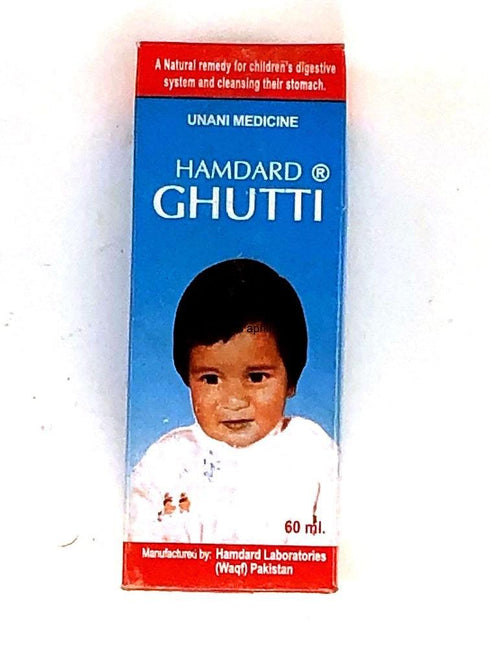 A Natural remedy for children's digestive
system and cleansing their stomach.
UNANI MEDICINE
HAMDARD ®
GHUTTI
60 ml.
Manufactured by: Hamdard Laboratories
(Waqf) Pakistan